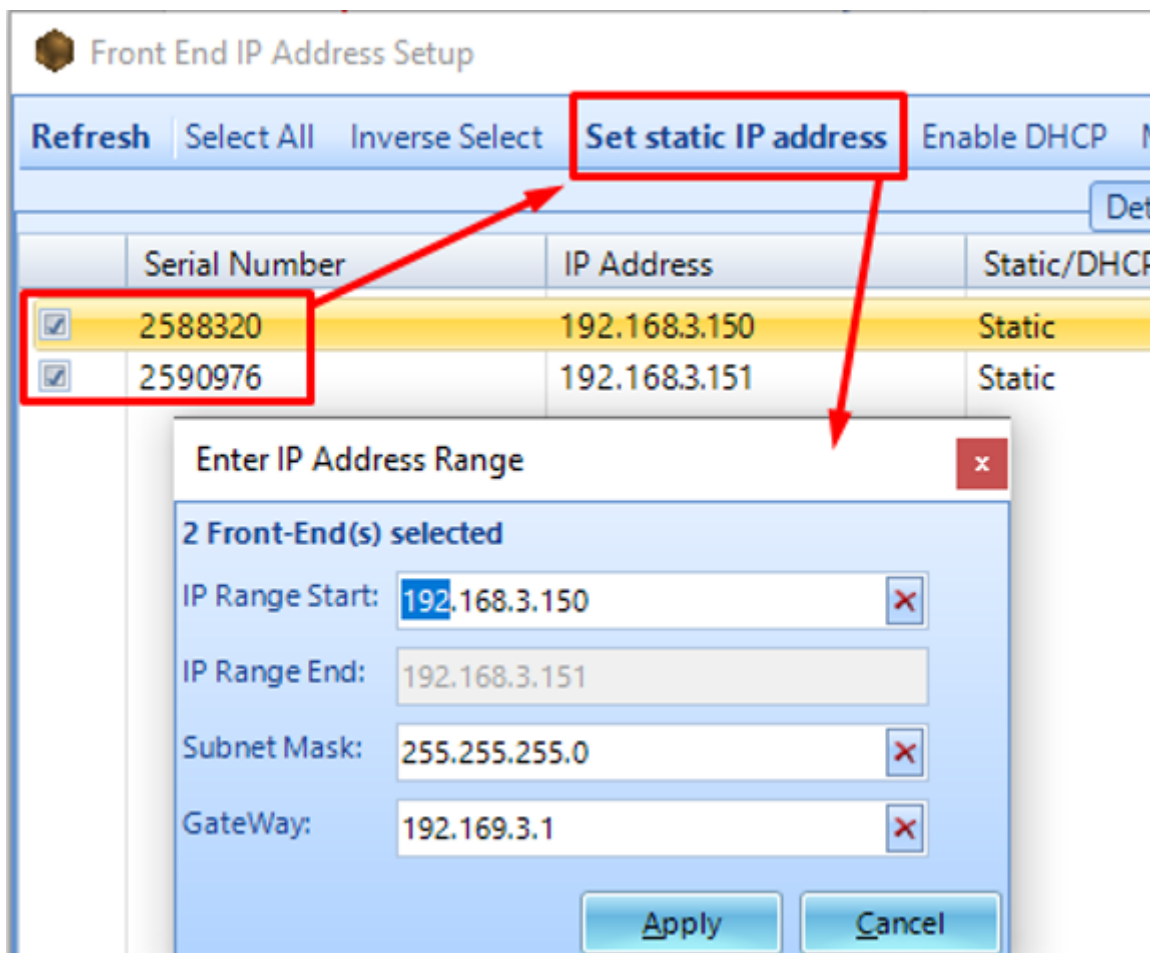 Front End IP Address Setup
Refresh Select All Inverse Select Set static IP address Enable DHCP
Serial Number IP Address Static/DHCP
2588320 192.168.3.150 Static
2590976 192.168.3.151 Static
Enter IP Address Range x
2 Front-End(s) selected
IP Range Start: 192.168.3.150
IP Range End: 192.168.3.151
Subnet Mask: 255.255.255.0
GateWay: 192.169.3.1
Apply Cancel